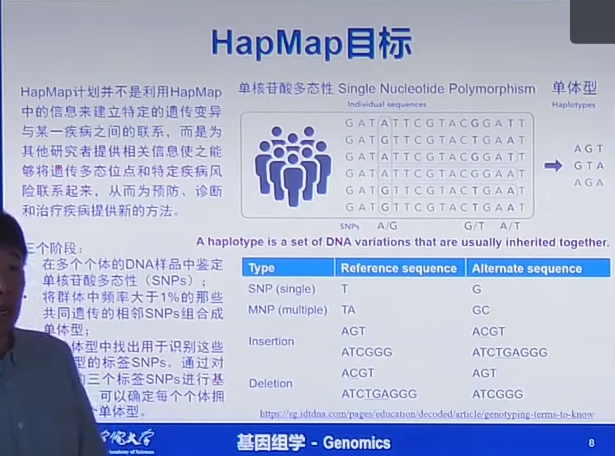 HapMap目标
HapMap计划并不是利用HapMap
中的信息来建立特定的遗传变异
与某一疾病之间的联系，而是为
其他研究者提供相关信息使之能
够将遗传多态位点和特定疾病风
险联系起来，从而为预防、诊断
和治疗疾病提供新的方法。
三个阶段：
在多个个体的DNA样品中鉴定
单核苷酸多态性（SNPs）；
将群体中频率大于1%的那些
共同遗传的相邻SNPs组合成
单体型；
体型中找出用于识别这些
型的标签SNPs。通过对
的三个标签SNPs进行基
可以确定每个个体拥
个单体型。
单核苷酸多态性 Single Nucleotide Polymorphism
Individual sequences
GATATTCGTACGGATT
GATGTTCGTACTGAAT
GATATTCGTACGGATT
GATATTCGTACGGAAT
GATGTTCGTACTGAAT
GATGTTCGTACTGAAT
SNPs A/G G/T A/T
单体型
Haplotypes
AGT
GTA
AGA
A haplotype is a set of DNA variations that are usually inherited together.
Type Reference sequence Alternate sequence
SNP (single) T G
MNP (multiple) TA GC
Insertion
AGT ACGT
ATCGGG ATCTGAGGG
Deletion
ACGT AGT
ATCTGAGGG ATCGGG
https://sg.idtdna.com/pages/education/decoded/article/genotyping-terms-to-know
大学
Academy of Sciences
基因组学 - Genomics
8